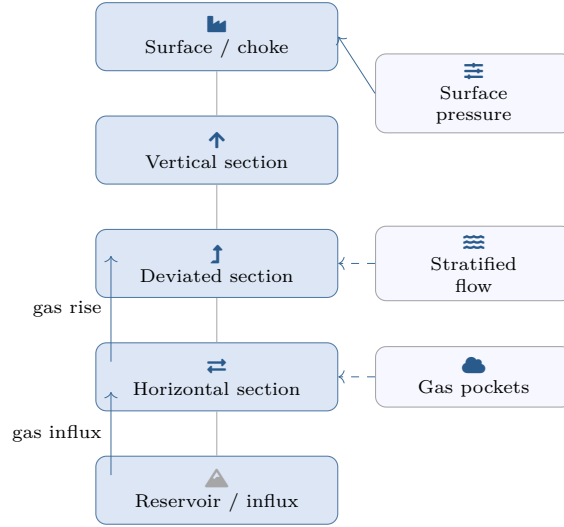 Surface / choke
Surface
pressure
Vertical section
Deviated section
Stratified
flow
gas rise
Horizontal section
Gas pockets
gas influx
Reservoir / influx